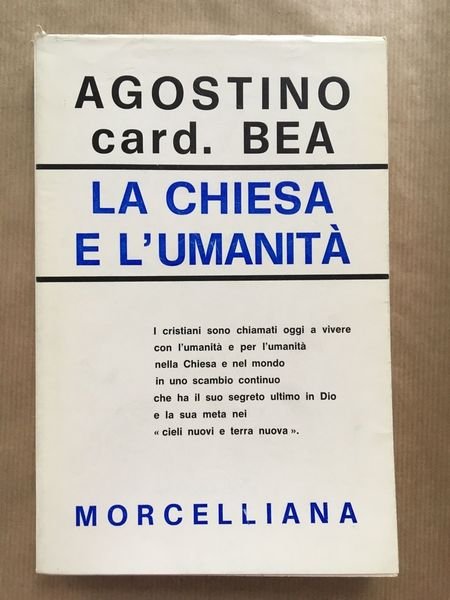 AGOSTINO
card. BEA
LA CHIESA
E L'UMANITÀ
I cristiani sono chiamati oggi a vivere
con l'umanità e per l'umanità
nella Chiesa e nel mondo
in uno scambio continuo
che ha il suo segreto ultimo in Dio
e la sua meta nei
« cieli nuovi e terra nuova ».
MORCELLIANA